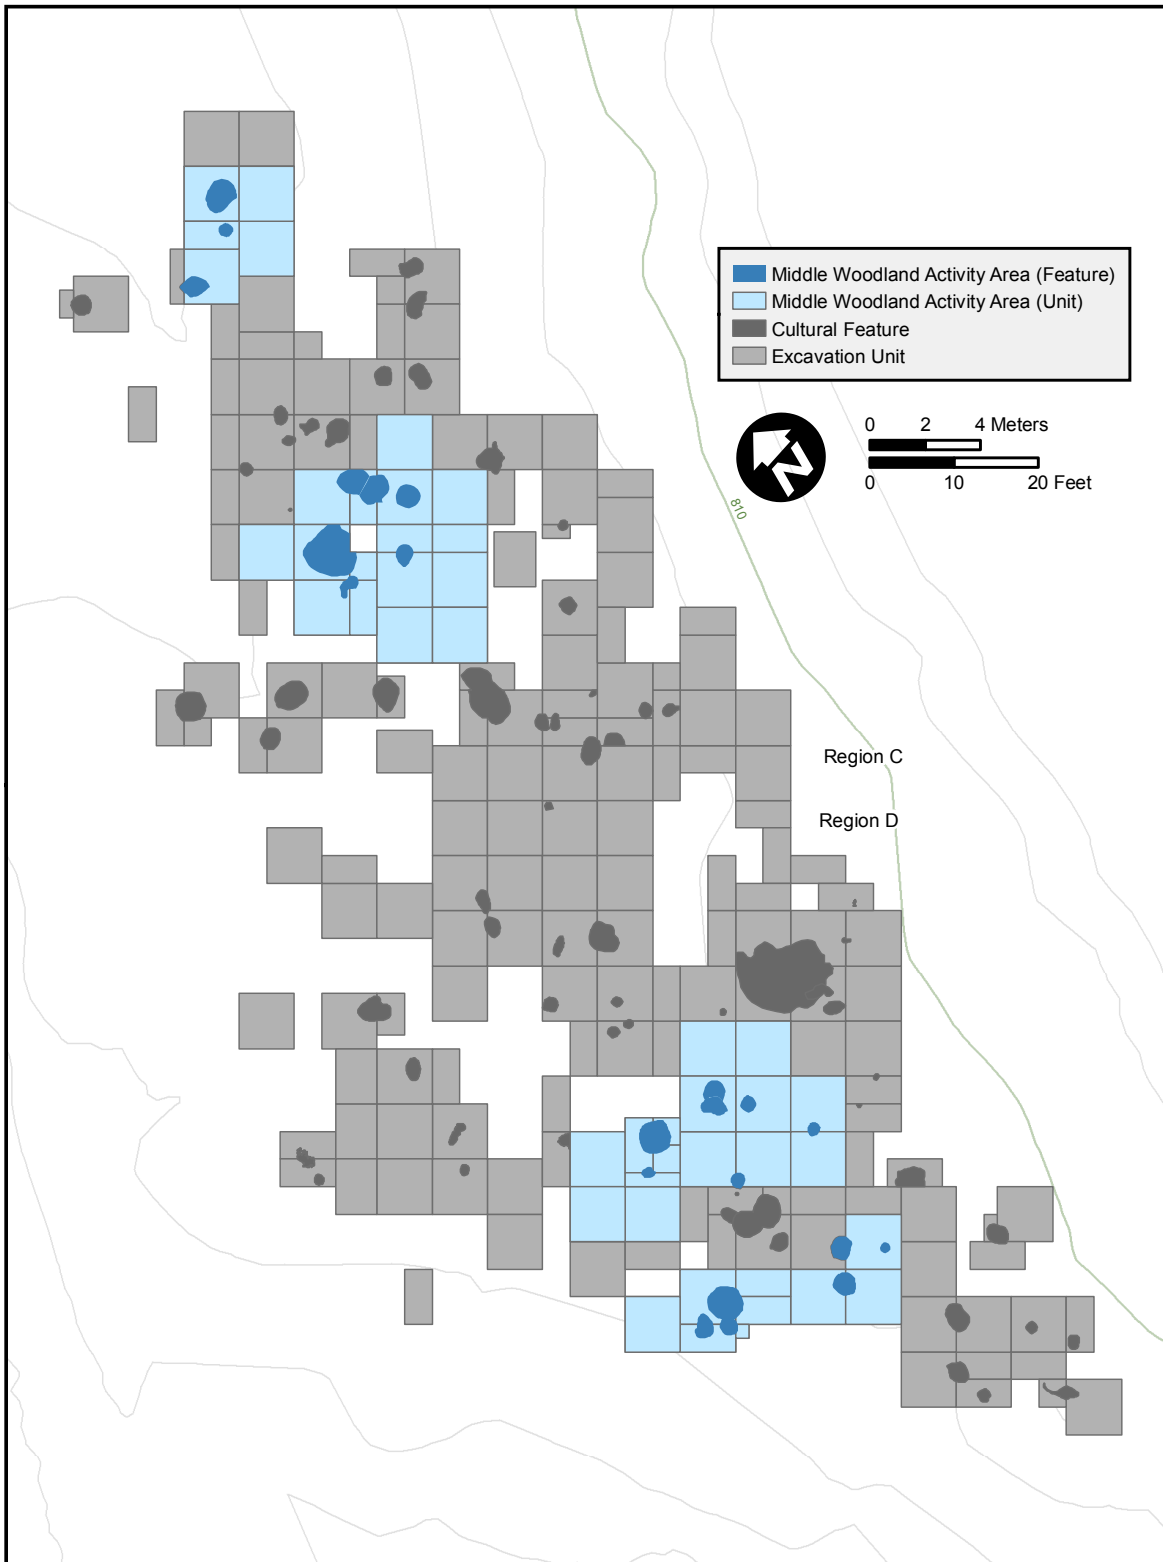 Middle Woodland Activity Area (Feature)
Middle Woodland Activity Area (Unit)
Cultural Feature
Excavation Unit
0 2 4 Meters
0 10 20 Feet
N
810
Region C
Region D